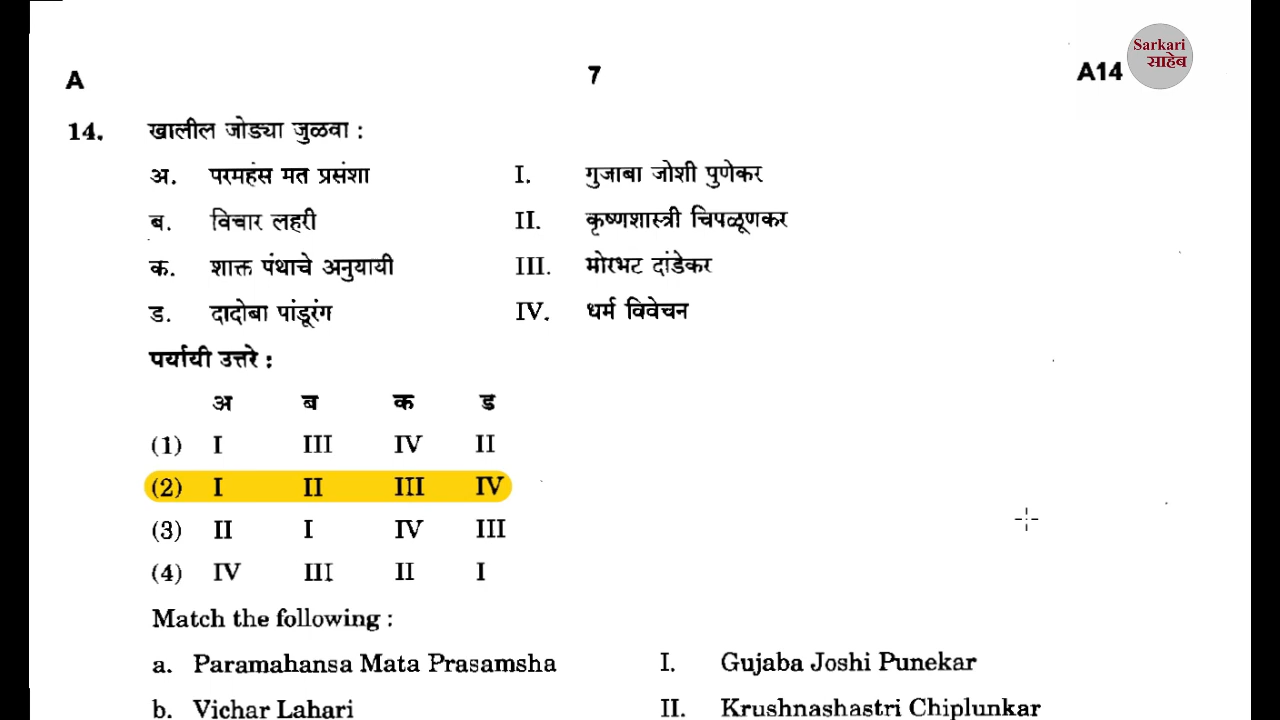 Sarkari
साहेब
A 7 A14
14. खालील जोड्या जुळवा :
अ. परमहंस मत प्रसंशा I. गुजाबा जोशी पुणेकर
ब. विचार लहरी II. कृष्णशास्त्री चिपळूणकर
क. शाक्त पंथाचे अनुयायी III. मोरभट दांडेकर
ड. दादोबा पांडूरंग IV. धर्म विवेचन
पर्यायी उत्तरे :
अ ब क ड
(1) I III IV II
(2) I II III IV
(3) II I IV III
(4) IV III II I
Match the following :
a. Paramahansa Mata Prasamsha I. Gujaba Joshi Punekar
b. Vichar Lahari II. Krushnashastri Chiplunkar